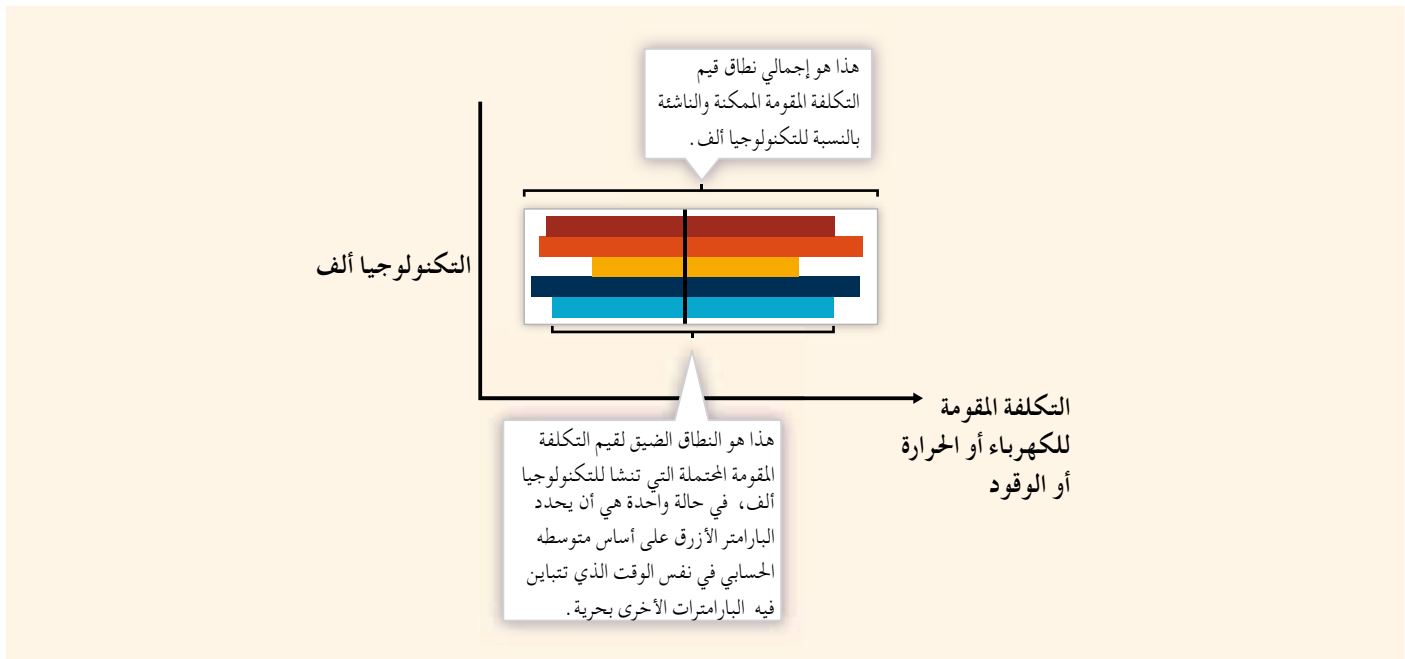 هذا هو إجمالي نطاق قيم
التكلفة المقومة الممكنة والناشئة
بالنسبة للتكنولوجيا ألف.
التكنولوجيا ألف
التكلفة المقومة
للكهرباء أو الحرارة
أو الوقود
هذا هو النطاق الضيق لقيم التكلفة
المقومة المحتملة التي تنشا للتكنولوجيا
ألف، في حالة واحدة هي أن يحدد
البارامتر الأزرق على أساس متوسطه
الحسابي في نفس الوقت الذي تتباين
فيه البارامترات الأخرى بحرية.